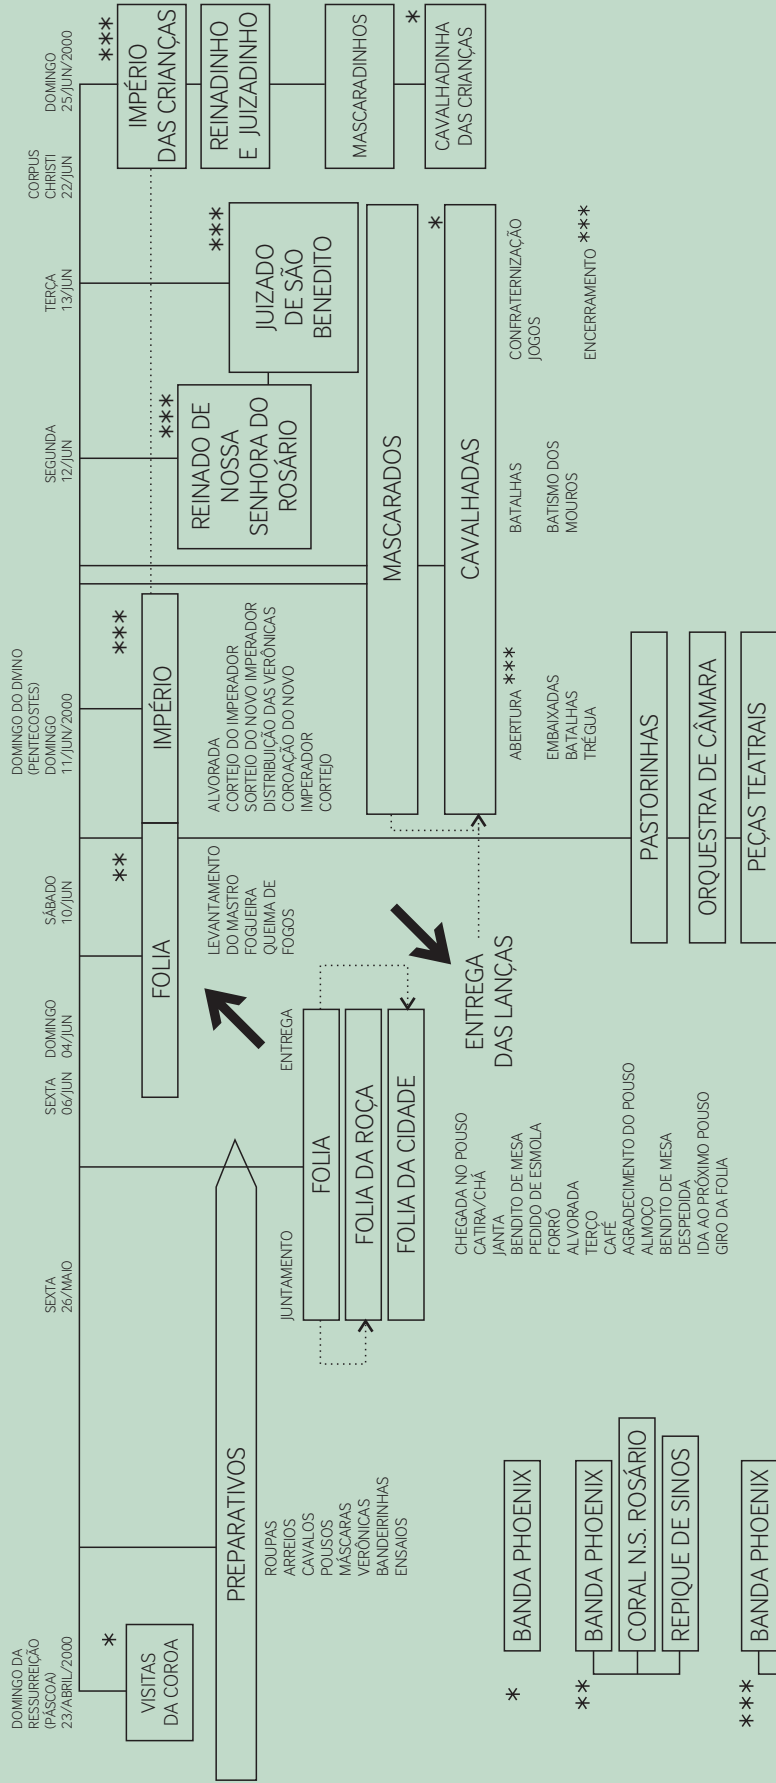 DOMINGO DA
RESSURREIÇÃO
(PÁSCOA)
23/ABRIL/2000
SEXTA
26/MAIO
SEXTA
06/JUN
DOMINGO
04/JUN
SÁBADO
10/JUN
DOMINGO DO DIVINO
(PENTECOSTES)
DOMINGO
11/JUN/2000
SEGUNDA
12/JUN
TERÇA
13/JUN
CORPUS
CHRISTI
22/JUN
DOMINGO
25/JUN/2000
*
VISITAS
DA COROA
PREPARATIVOS
ROUPAS
ARREIOS
CAVALOS
POUSOS
MÁSCARAS
VERÔNICAS
BANDEIRINHAS
ENSAIOS
JUNTAMENTO
ENTREGA
FOLIA
FOLIA DA ROÇA
FOLIA DA CIDADE
CHEGADA NO POUSO
CATIRA/CHÁ
JANTA
BENDITO DE MESA
PEDIDO DE ESMOLA
FORRÓ
ALVORADA
TERÇO
CAFÉ
AGRADECIMENTO DO POUSO
ALMOÇO
BENDITO DE MESA
DESPEDIDA
IDA AO PRÓXIMO POUSO
GIRO DA FOLIA
**
FOLIA
LEVANTAMENTO
DO MASTRO
FOGUEIRA
QUEIMA DE
FOGOS
ENTREGA
DAS LANÇAS
***
IMPÉRIO
ALVORADA
CORTEJO DO IMPERADOR
SORTEIO DO NOVO IMPERADOR
DISTRIBUIÇÃO DAS VERÔNICAS
COROAÇÃO DO NOVO
IMPERADOR
CORTEJO
***
REINADO DE
NOSSA
SENHORA DO
ROSÁRIO
***
JUIZADO
DE SÃO
BENEDITO
MASCARADOS
*
CAVALHADAS
ABERTURA ***
EMBAIXADAS
BATALHAS
TRÉGUA
BATALHAS
BATISMO DOS
MOUROS
CONFRATERNIZAÇÃO
JOGOS
ENCERRAMENTO ***
PASTORINHAS
ORQUESTRA DE CÂMARA
PEÇAS TEATRAIS
***
IMPÉRIO
DAS CRIANÇAS
REINADINHO
E JUIZADINHO
MASCARADINHOS
*
CAVALHADINHA
DAS CRIANÇAS
*
BANDA PHOENIX
**
BANDA PHOENIX
CORAL N.S. ROSÁRIO
REPIQUE DE SINOS
***
BANDA PHOENIX